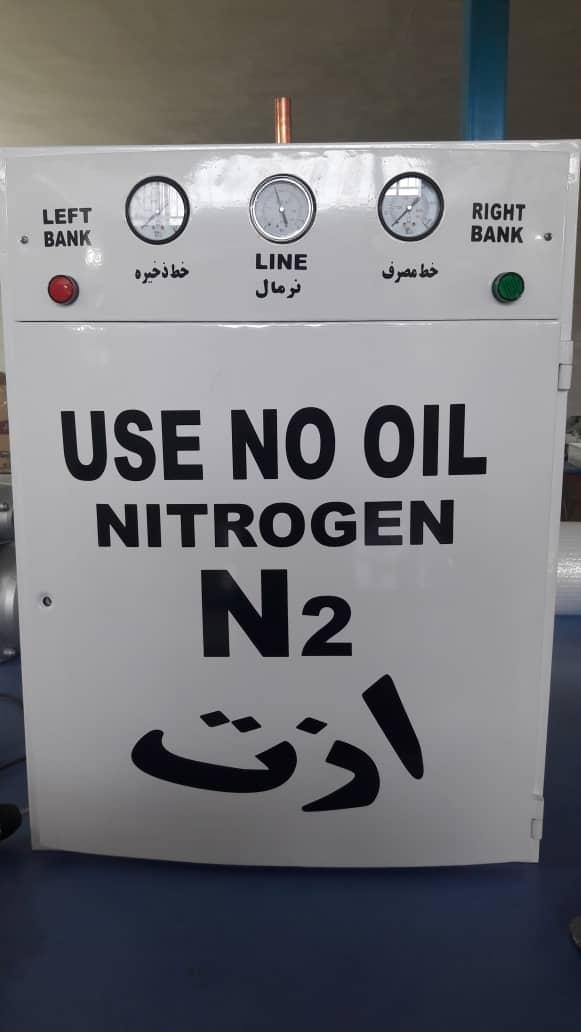 LEFT
BANK
خط ذخیره
LINE
نرمال
خط مصرف
RIGHT
BANK
USE NO OIL
NITROGEN
N2
ازت